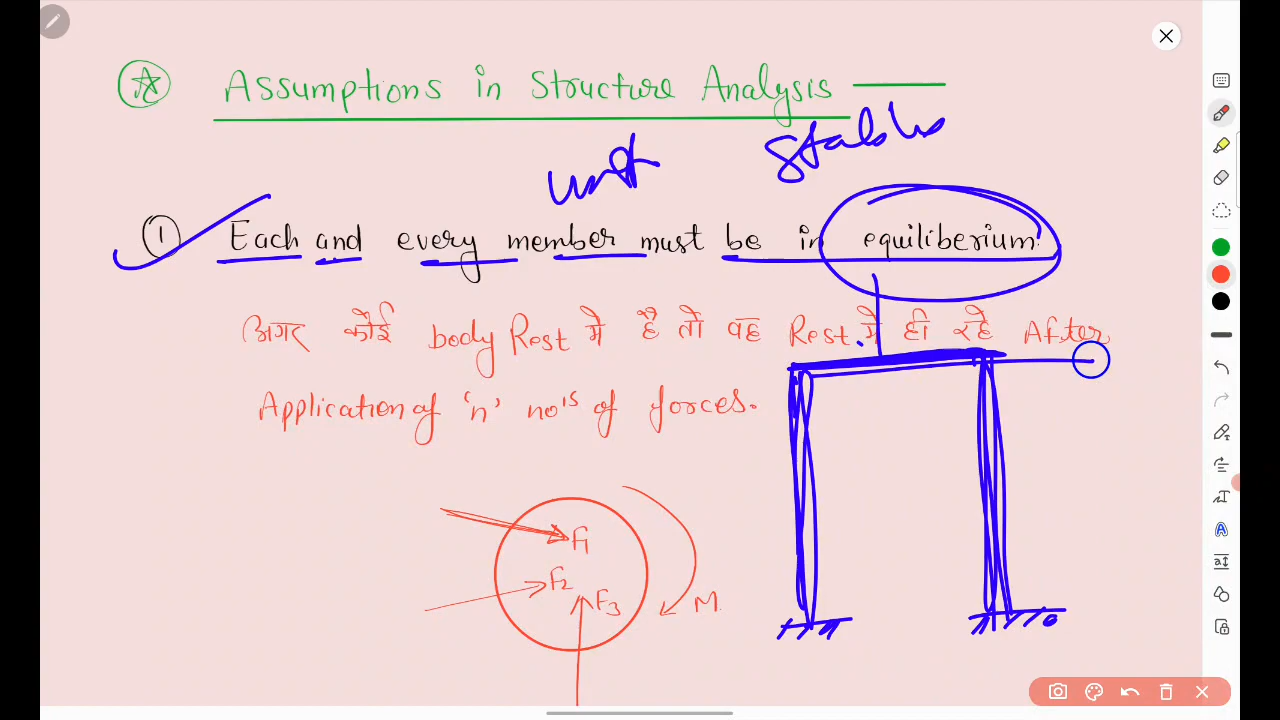 Assumptions in Structure Analysis
unit stable
① Each and every member must be in equiliberium.
अगर कोई body Rest मे है तो वह Rest मे ही रहे After
Application of 'n' no's of forces.
F1
F2
F3
M